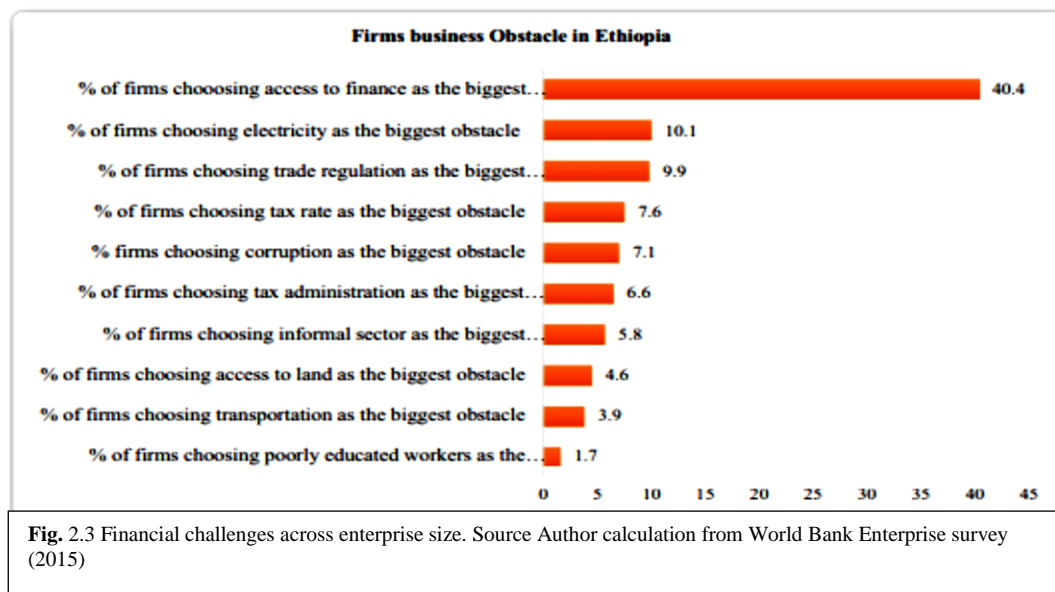 Firms business Obstacle in Ethiopia
% of firms chooosing access to finance as the biggest...
40.4
% of firms choosing electricity as the biggest obstacle
10.1
% of firms choosing trade regulation as the biggest...
9.9
% of firms choosing tax rate as the biggest obstacle
7.6
% firms choosing corruption as the biggest obstacle
7.1
% of firms choosing tax administration as the biggest...
6.6
% of firms choosing informal sector as the biggest...
5.8
% of firms choosing access to land as the biggest obstacle
4.6
% of firms choosing transportation as the biggest obstacle
3.9
% of firms choosing poorly educated workers as the...
1.7
0 5 10 15 20 25 30 35 40 45
Fig. 2.3 Financial challenges across enterprise size. Source Author calculation from World Bank Enterprise survey
(2015)